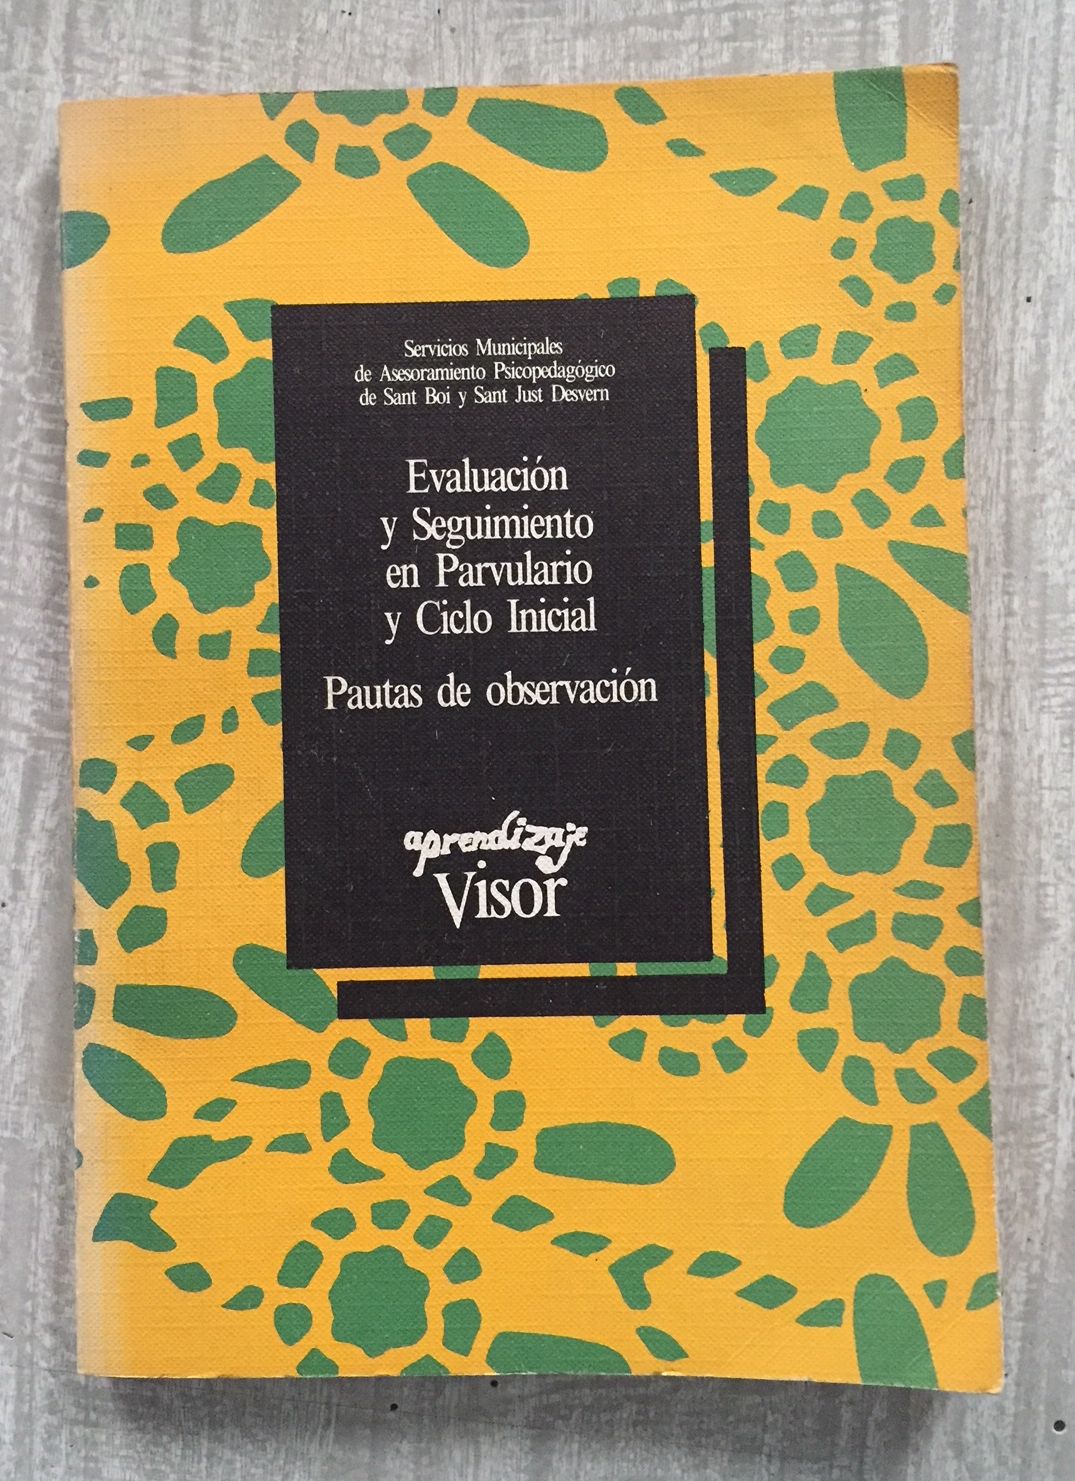 Servicios Municipales
de Asesoramiento Psicopedagógico
de Sant Boi y Sant Just Desvern
Evaluación
y Seguimiento
en Parvulario
y Ciclo Inicial
Pautas de observación
aprendizaje
Visor